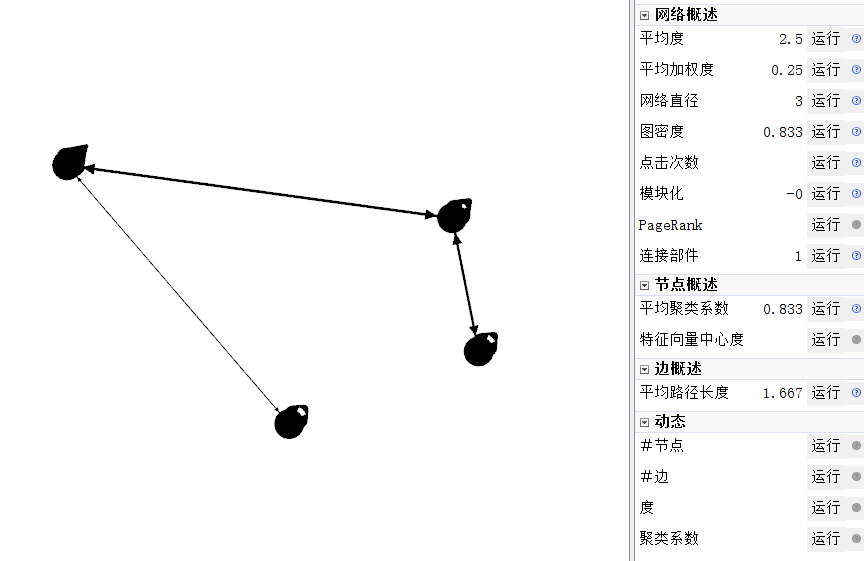 网络概述
平均度 2.5 运行
平均加权度 0.25 运行
网络直径 3 运行
图密度 0.833 运行
点击次数 运行
模块化 -0 运行
PageRank 运行
连接部件 1 运行
节点概述
平均聚类系数 0.833 运行
特征向量中心度 运行
边概述
平均路径长度 1.667 运行
动态
#节点 运行
#边 运行
度 运行
聚类系数 运行